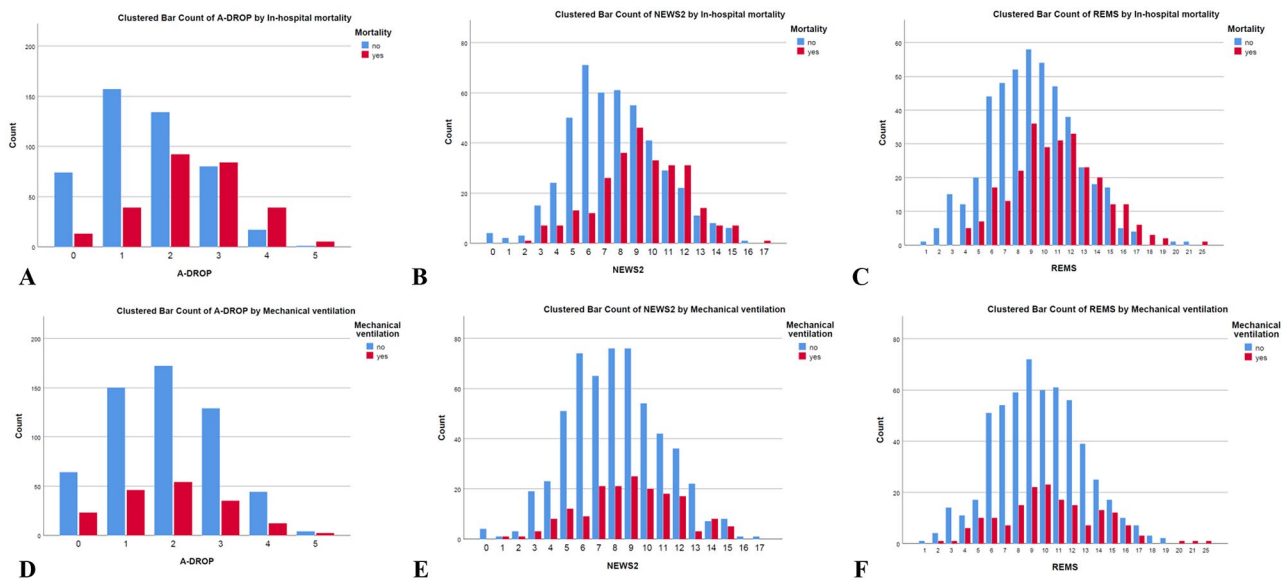 Clustered Bar Count of A-DROP by In-hospital mortality
Mortality
no
yes
200
150
100
50
0
Count
0 1 2 3 4 5
A-DROP
A
Clustered Bar Count of NEWS2 by In-hospital mortality
Mortality
no
yes
80
60
40
20
0
Count
0 1 2 3 4 5 6 7 8 9 10 11 12 13 14 15 16 17
NEWS2
B
Clustered Bar Count of REMS by In-hospital mortality
Mortality
no
yes
60
50
40
30
20
10
0
Count
1 2 3 4 5 6 7 8 9 10 11 12 13 14 15 16 17 18 19 20 21 25
REMS
C
Clustered Bar Count of A-DROP by Mechanical ventilation
Mechanical
ventilation
no
yes
200
150
100
50
0
Count
0 1 2 3 4 5
A-DROP
D
Clustered Bar Count of NEWS2 by Mechanical ventilation
Mechanical
ventilation
no
yes
80
60
40
20
0
Count
0 1 2 3 4 5 6 7 8 9 10 11 12 13 14 15 16 17
NEWS2
E
Clustered Bar Count of REMS by Mechanical ventilation
Mechanical
ventilation
no
yes
80
60
40
20
0
Count
1 2 3 4 5 6 7 8 9 10 11 12 13 14 15 16 17 18 19 20 21 25
REMS
F